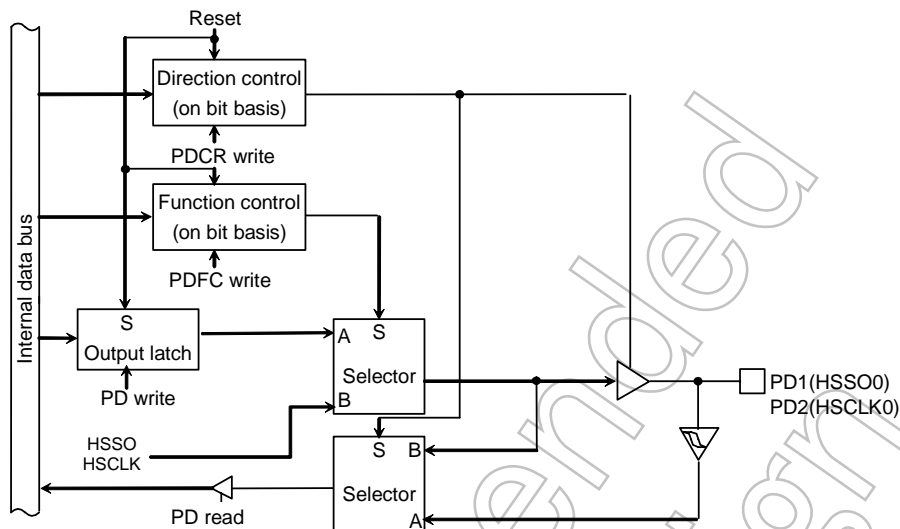 Reset
Direction control
(on bit basis)
PDCR write
Function control
(on bit basis)
PDFC write
Internal data bus
S
Output latch
PD write
A
S
Selector
B
HSSO
HSCLK
S
B
Selector
A
PD read
PD1(HSSO0)
PD2(HSCLK0)